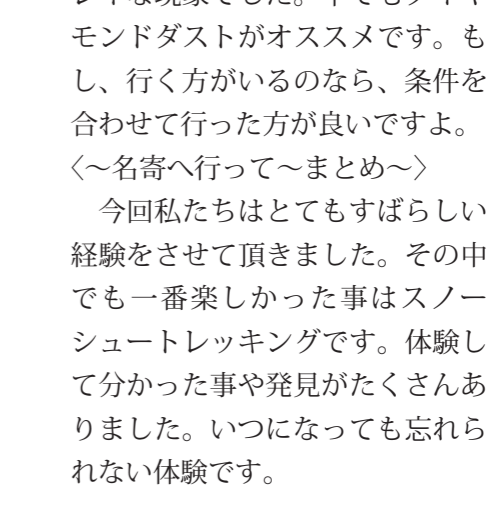 モンドダストがオススメです。も
し、行く方がいるのなら、条件を
合わせて行った方が良いですよ。
〈〜名寄へ行って〜まとめ〜〉
今回私たちはとてもすばらしい
経験をさせて頂きました。その中
でも一番楽しかった事はスノー
シュートレッキングです。体験し
て分かった事や発見がたくさんあ
りました。いつになっても忘れら
れない体験です。